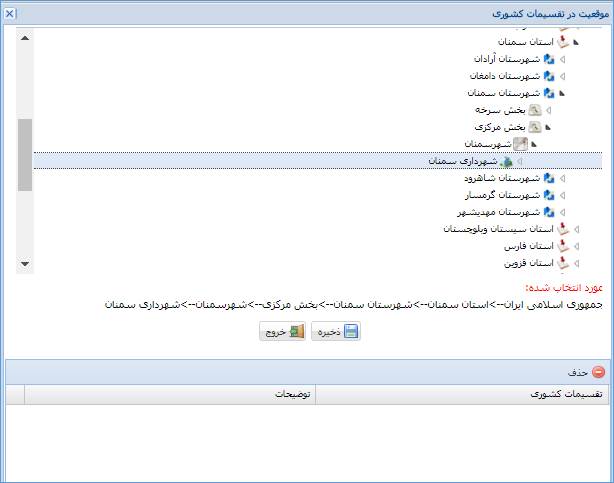 موقعیت در تقسیمات کشوری
استان سمنان
شهرستان آرادان
شهرستان دامغان
شهرستان سمنان
بخش سرخه
بخش مرکزی
شهرسمنان
شهرداری سمنان
شهرستان شاهرود
شهرستان گرمسار
شهرستان مهدیشهر
استان سیستان وبلوچستان
استان فارس
استان قزوین
مورد انتخاب شده:
جمهوری اسلامی ایران-->استان سمنان-->شهرستان سمنان-->بخش مرکزی-->شهرسمنان-->شهرداری سمنان
ذخیره خروج
حذف
تقسیمات کشوری توضیحات